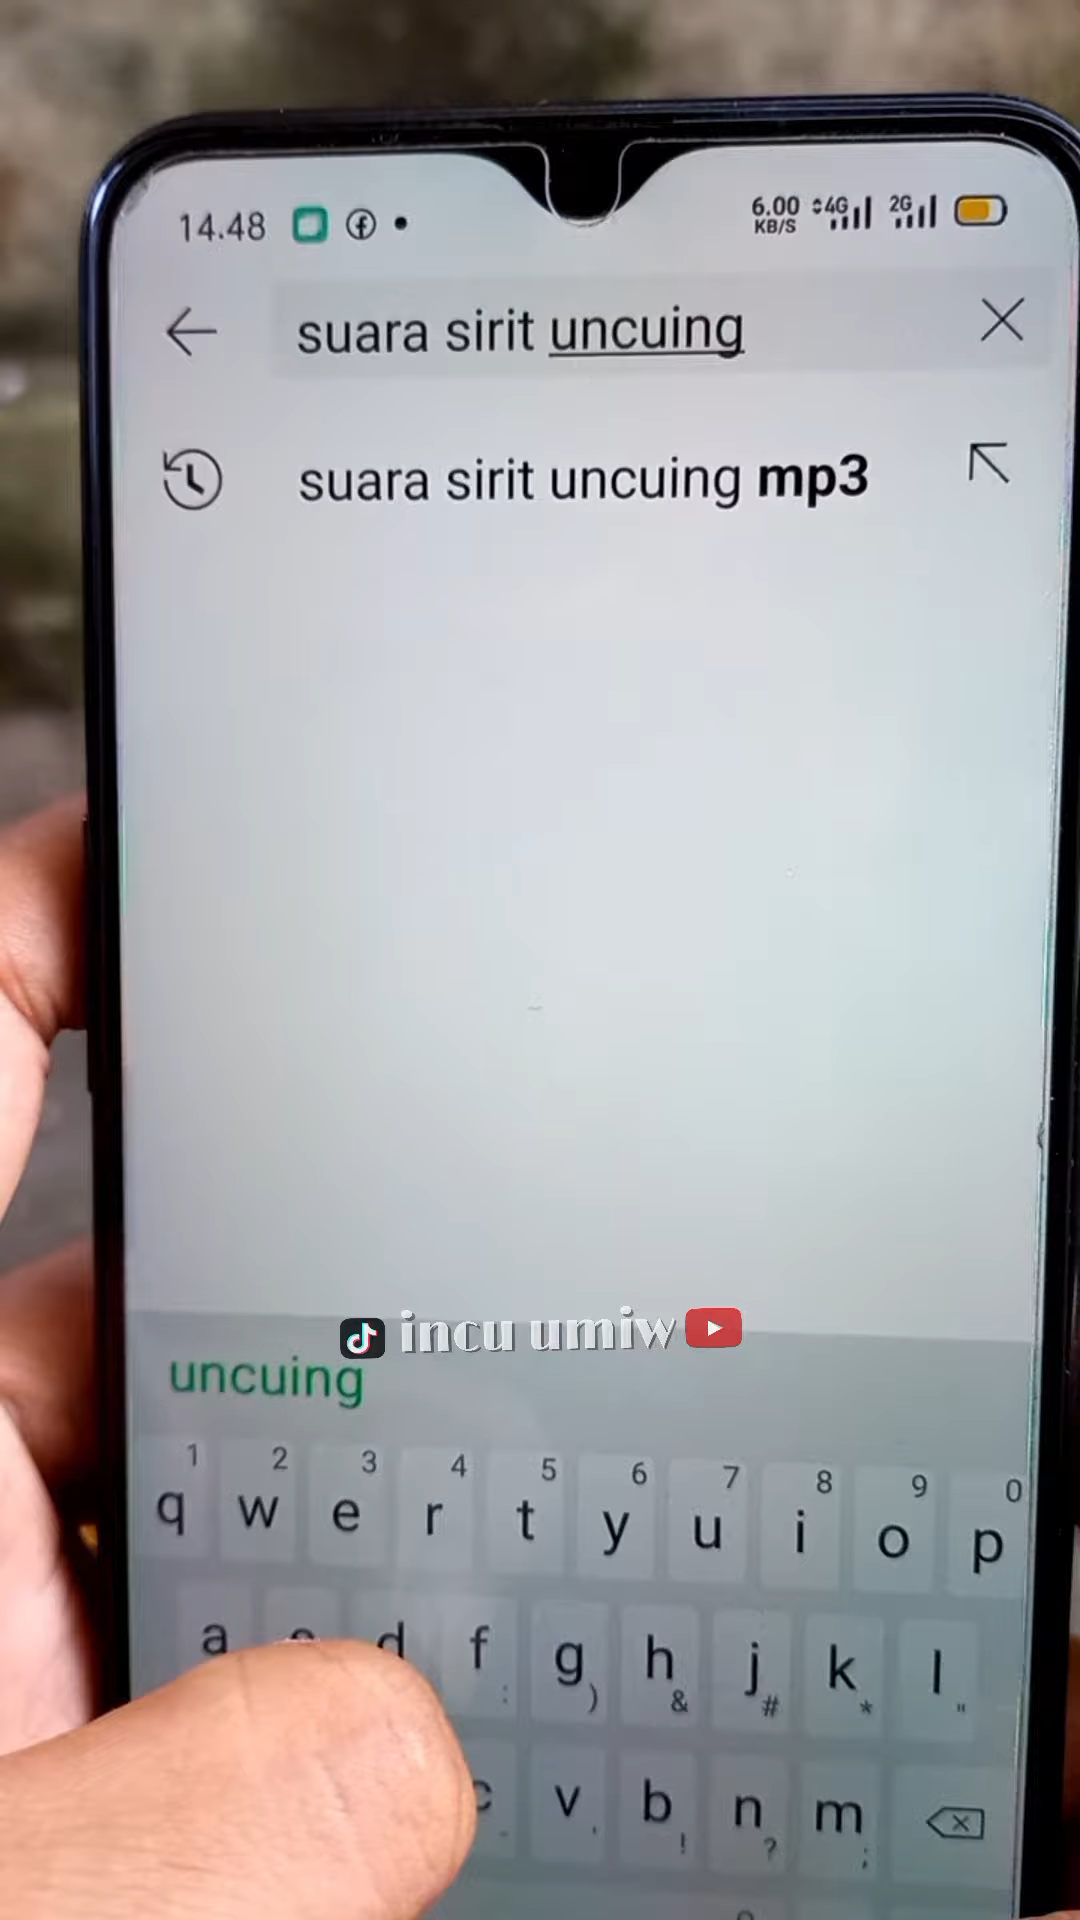 14.48
6.00 KB/S 4G 2G
suara sirit uncuing
suara sirit uncuing mp3
incu umiw
uncuing
1 2 3 4 5 6 7 8 9 0
q w e r t y u i o p
a d f g h j k l
: ) & # * "
c v b n m
! ? ;